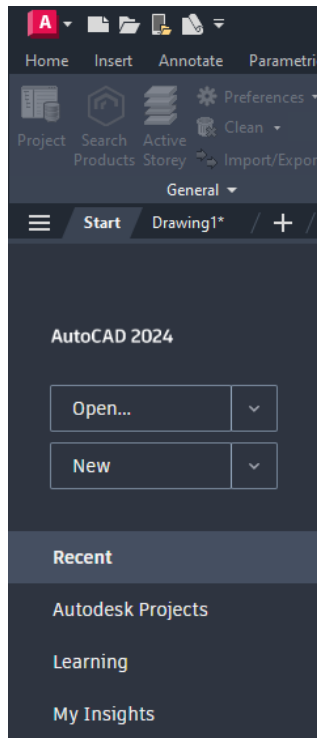 A
Home Insert Annotate Parametri
Preferences
Project Search Active Clean
Products Storey Import/Expor
General
Start Drawing1*
AutoCAD 2024
Open...
New
Recent
Autodesk Projects
Learning
My Insights